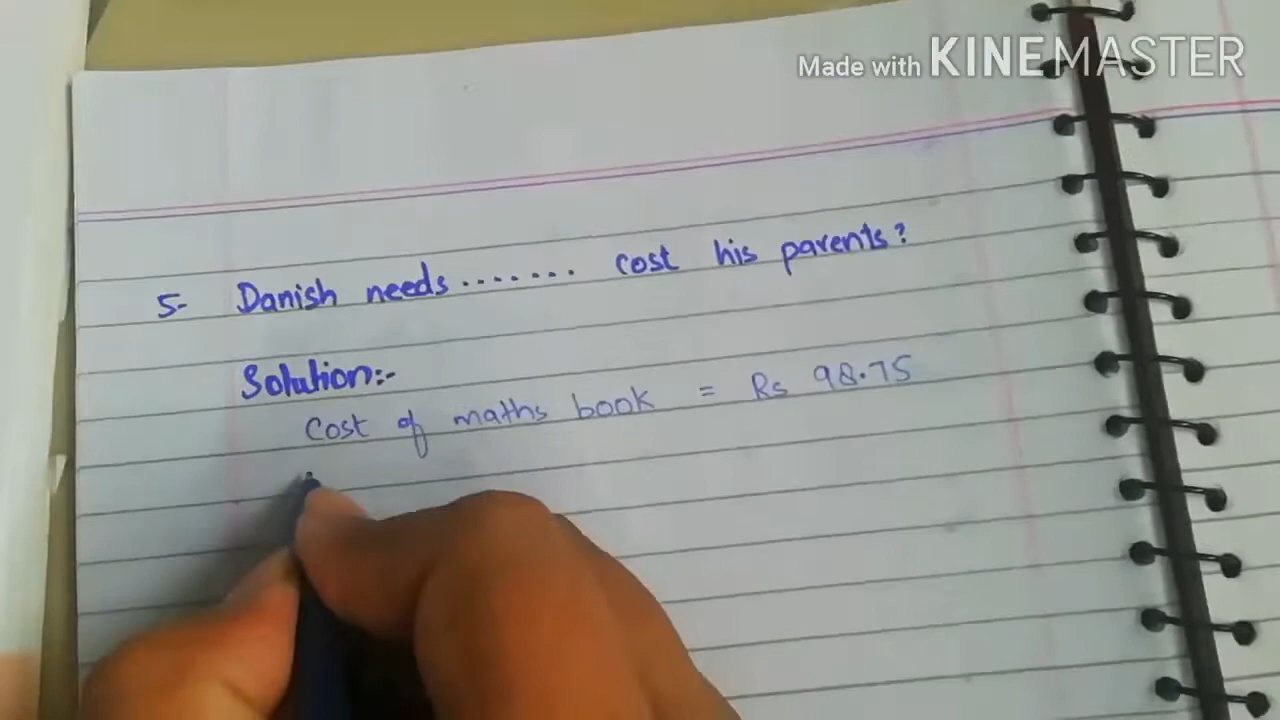 Made with KINEMASTER
5- Danish needs ....... cost his parents?
Solution:-
Cost of maths book = Rs 98.75